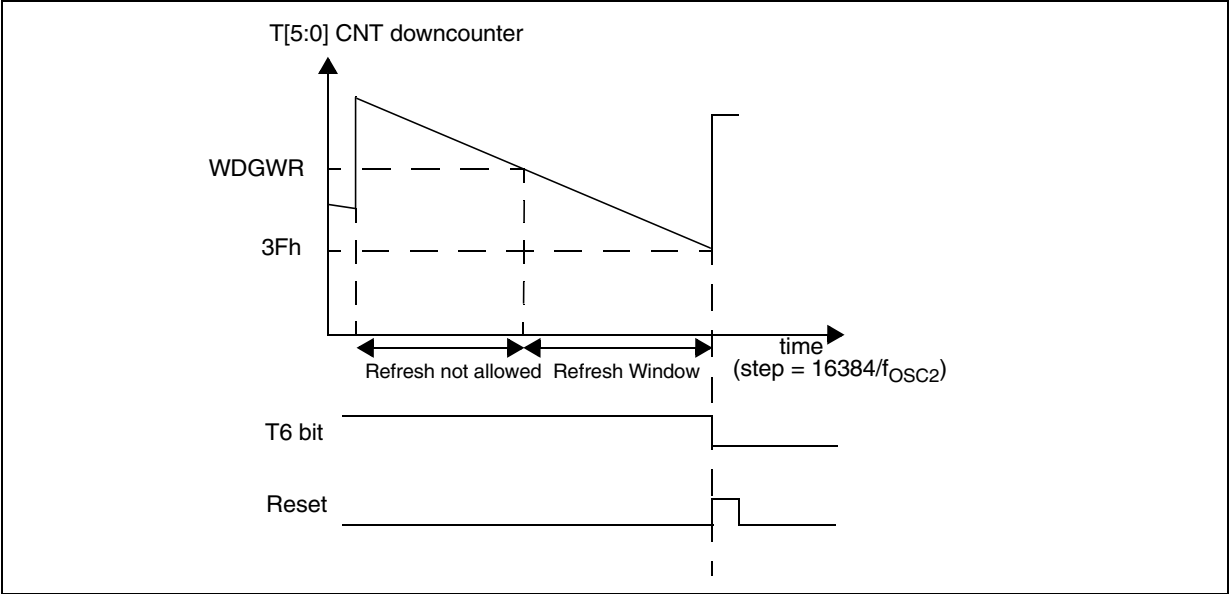 T[5:0] CNT downcounter
WDGWR
3Fh
time
Refresh not allowed Refresh Window (step = 16384/fOSC2)
T6 bit
Reset